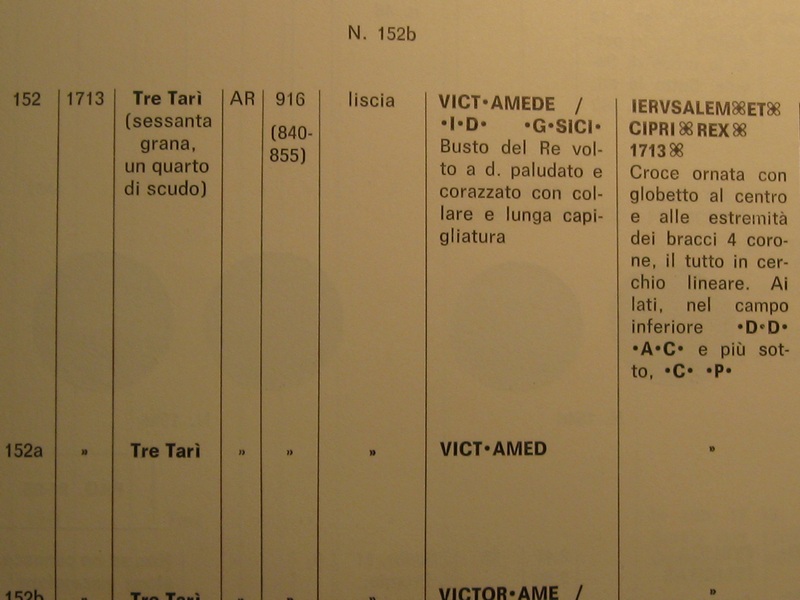 N. 152b
152
1713
Tre Tarì
(sessanta
grana,
un quarto
di scudo)
AR
916
(840-
855)
liscia
VICT•AMEDE /
•I•D• •G•SICI•
Busto del Re vol-
to a d. paludato e
corazzato con col-
lare e lunga capi-
gliatura
IERVSALEM⌘ET⌘
CIPRI⌘REX⌘
1713⌘
Croce ornata con
globetto al centro
e alle estremità
dei bracci 4 coro-
ne, il tutto in cer-
chio lineare. Ai
lati, nel campo
inferiore •D•D•
•A•C• e più sot-
to, •C• •P•
152a
»
Tre Tarì
»
»
»
VICT•AMED
»
152b
»
Tre Tarì
»
»
»
VICTOR•AME /
»